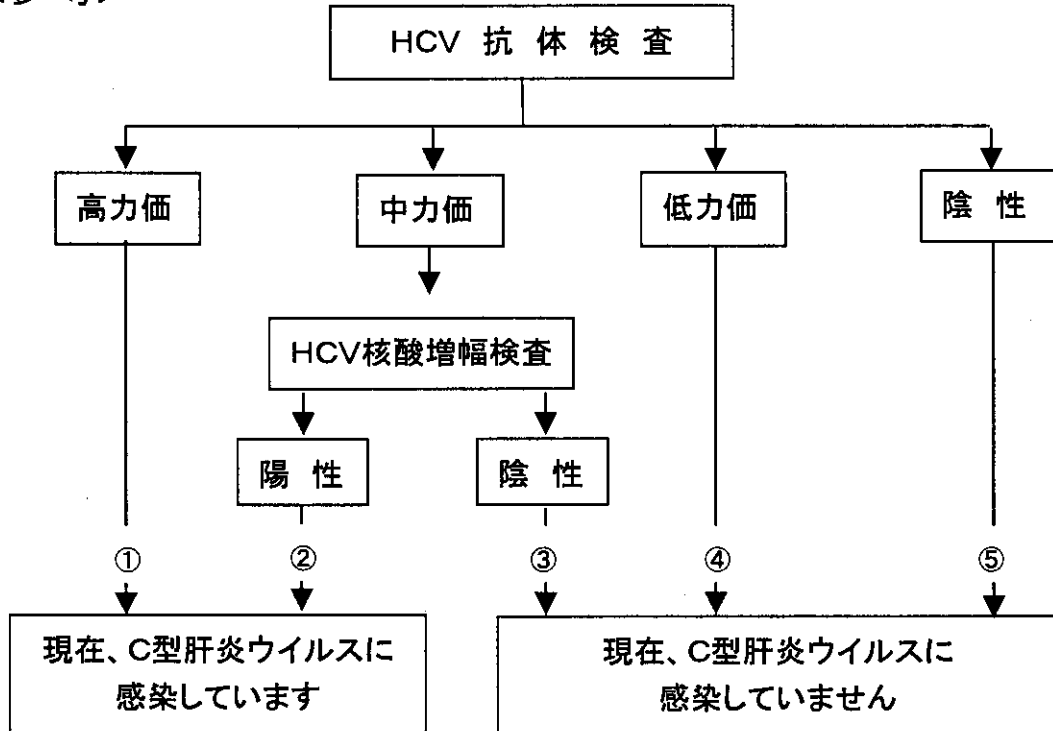 HCV 抗 体 検 査
高力価
中力価
低力価
陰 性
HCV核酸増幅検査
陽 性
陰 性
①
②
③
④
⑤
現在、C型肝炎ウイルスに
感染しています
現在、C型肝炎ウイルスに
感染していません